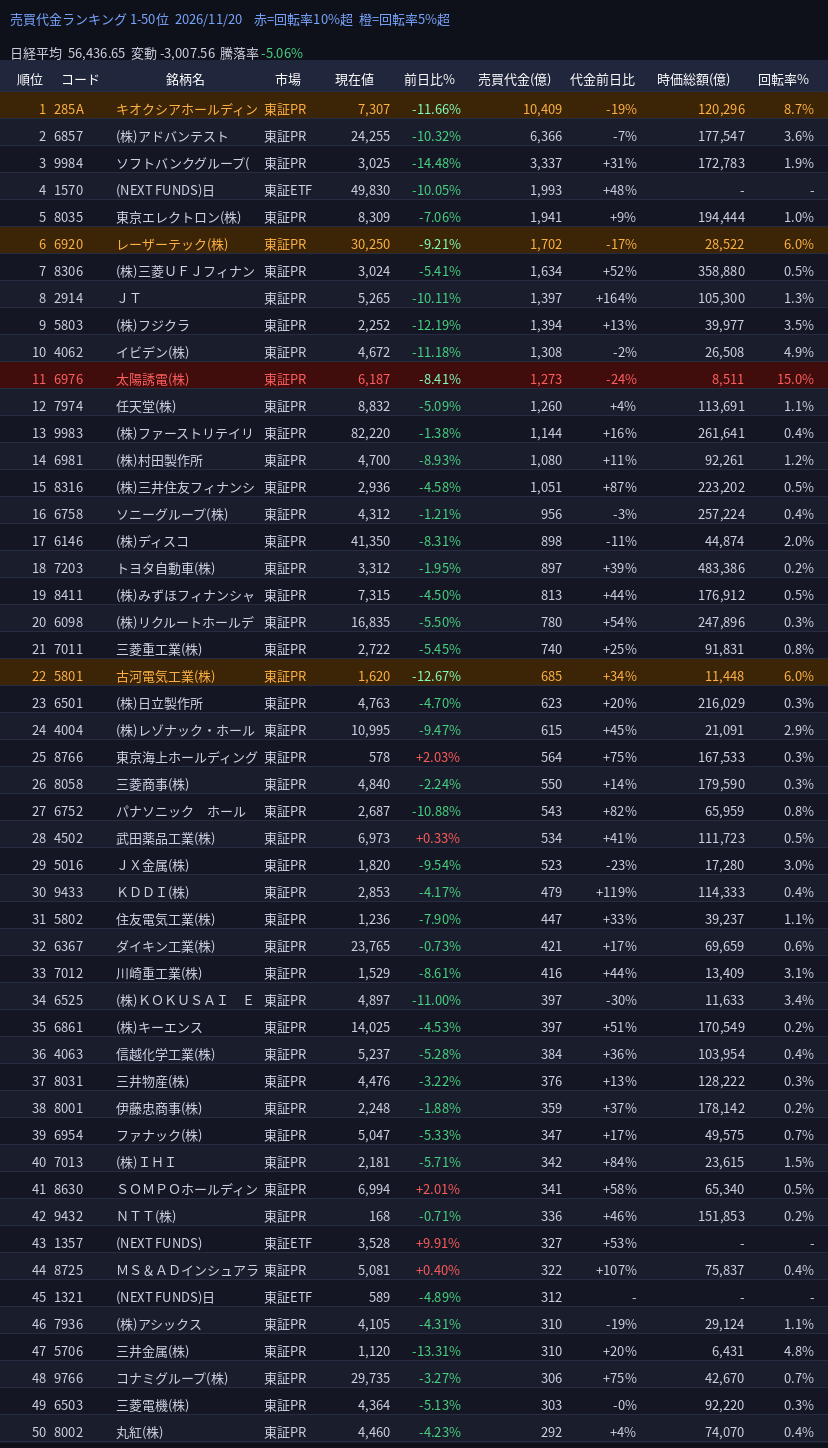 売買代金ランキング 1-50位 2026/11/20 赤=回転率10%超 橙=回転率5%超
日経平均 56,436.65 変動 -3,007.56 騰落率 -5.06%
順位 コード 銘柄名 市場 現在値 前日比% 売買代金(億) 代金前日比 時価総額(億) 回転率%
1 285A キオクシアホールディン 東証PR 7,307 -11.66% 10,409 -19% 120,296 8.7%
2 6857 (株)アドバンテスト 東証PR 24,255 -10.32% 6,366 -7% 177,547 3.6%
3 9984 ソフトバンクグループ( 東証PR 3,025 -14.48% 3,337 +31% 172,783 1.9%
4 1570 (NEXT FUNDS)日 東証ETF 49,830 -10.05% 1,993 +48% - -
5 8035 東京エレクトロン(株) 東証PR 8,309 -7.06% 1,941 +9% 194,444 1.0%
6 6920 レーザーテック(株) 東証PR 30,250 -9.21% 1,702 -17% 28,522 6.0%
7 8306 (株)三菱ＵＦＪフィナン 東証PR 3,024 -5.41% 1,634 +52% 358,880 0.5%
8 2914 ＪＴ 東証PR 5,265 -10.11% 1,397 +164% 105,300 1.3%
9 5803 (株)フジクラ 東証PR 2,252 -12.19% 1,394 +13% 39,977 3.5%
10 4062 イビデン(株) 東証PR 4,672 -11.18% 1,308 -2% 26,508 4.9%
11 6976 太陽誘電(株) 東証PR 6,187 -8.41% 1,273 -24% 8,511 15.0%
12 7974 任天堂(株) 東証PR 8,832 -5.09% 1,260 +4% 113,691 1.1%
13 9983 (株)ファーストリテイリ 東証PR 82,220 -1.38% 1,144 +16% 261,641 0.4%
14 6981 (株)村田製作所 東証PR 4,700 -8.93% 1,080 +11% 92,261 1.2%
15 8316 (株)三井住友フィナンシ 東証PR 2,936 -4.58% 1,051 +87% 223,202 0.5%
16 6758 ソニーグループ(株) 東証PR 4,312 -1.21% 956 -3% 257,224 0.4%
17 6146 (株)ディスコ 東証PR 41,350 -8.31% 898 -11% 44,874 2.0%
18 7203 トヨタ自動車(株) 東証PR 3,312 -1.95% 897 +39% 483,386 0.2%
19 8411 (株)みずほフィナンシャ 東証PR 7,315 -4.50% 813 +44% 176,912 0.5%
20 6098 (株)リクルートホールデ 東証PR 16,835 -5.50% 780 +54% 247,896 0.3%
21 7011 三菱重工業(株) 東証PR 2,722 -5.45% 740 +25% 91,831 0.8%
22 5801 古河電気工業(株) 東証PR 1,620 -12.67% 685 +34% 11,448 6.0%
23 6501 (株)日立製作所 東証PR 4,763 -4.70% 623 +20% 216,029 0.3%
24 4004 (株)レゾナック・ホール 東証PR 10,995 -9.47% 615 +45% 21,091 2.9%
25 8766 東京海上ホールディング 東証PR 578 +2.03% 564 +75% 167,533 0.3%
26 8058 三菱商事(株) 東証PR 4,840 -2.24% 550 +14% 179,590 0.3%
27 6752 パナソニック　ホール 東証PR 2,687 -10.88% 543 +82% 65,959 0.8%
28 4502 武田薬品工業(株) 東証PR 6,973 +0.33% 534 +41% 111,723 0.5%
29 5016 ＪＸ金属(株) 東証PR 1,820 -9.54% 523 -23% 17,280 3.0%
30 9433 ＫＤＤＩ(株) 東証PR 2,853 -4.17% 479 +119% 114,333 0.4%
31 5802 住友電気工業(株) 東証PR 1,236 -7.90% 447 +33% 39,237 1.1%
32 6367 ダイキン工業(株) 東証PR 23,765 -0.73% 421 +17% 69,659 0.6%
33 7012 川崎重工業(株) 東証PR 1,529 -8.61% 416 +44% 13,409 3.1%
34 6525 (株)ＫＯＫＵＳＡＩ　Ｅ 東証PR 4,897 -11.00% 397 -30% 11,633 3.4%
35 6861 (株)キーエンス 東証PR 14,025 -4.53% 397 +51% 170,549 0.2%
36 4063 信越化学工業(株) 東証PR 5,237 -5.28% 384 +36% 103,954 0.4%
37 8031 三井物産(株) 東証PR 4,476 -3.22% 376 +13% 128,222 0.3%
38 8001 伊藤忠商事(株) 東証PR 2,248 -1.88% 359 +37% 178,142 0.2%
39 6954 ファナック(株) 東証PR 5,047 -5.33% 347 +17% 49,575 0.7%
40 7013 (株)ＩＨＩ 東証PR 2,181 -5.71% 342 +84% 23,615 1.5%
41 8630 ＳＯＭＰＯホールディン 東証PR 6,994 +2.01% 341 +58% 65,340 0.5%
42 9432 ＮＴＴ(株) 東証PR 168 -0.71% 336 +46% 151,853 0.2%
43 1357 (NEXT FUNDS) 東証ETF 3,528 +9.91% 327 +53% - -
44 8725 ＭＳ＆ＡＤインシュアラ 東証PR 5,081 +0.40% 322 +107% 75,837 0.4%
45 1321 (NEXT FUNDS)日 東証ETF 589 -4.89% 312 - - -
46 7936 (株)アシックス 東証PR 4,105 -4.31% 310 -19% 29,124 1.1%
47 5706 三井金属(株) 東証PR 1,120 -13.31% 310 +20% 6,431 4.8%
48 9766 コナミグループ(株) 東証PR 29,735 -3.27% 306 +75% 42,670 0.7%
49 6503 三菱電機(株) 東証PR 4,364 -5.13% 303 -0% 92,220 0.3%
50 8002 丸紅(株) 東証PR 4,460 -4.23% 292 +4% 74,070 0.4%